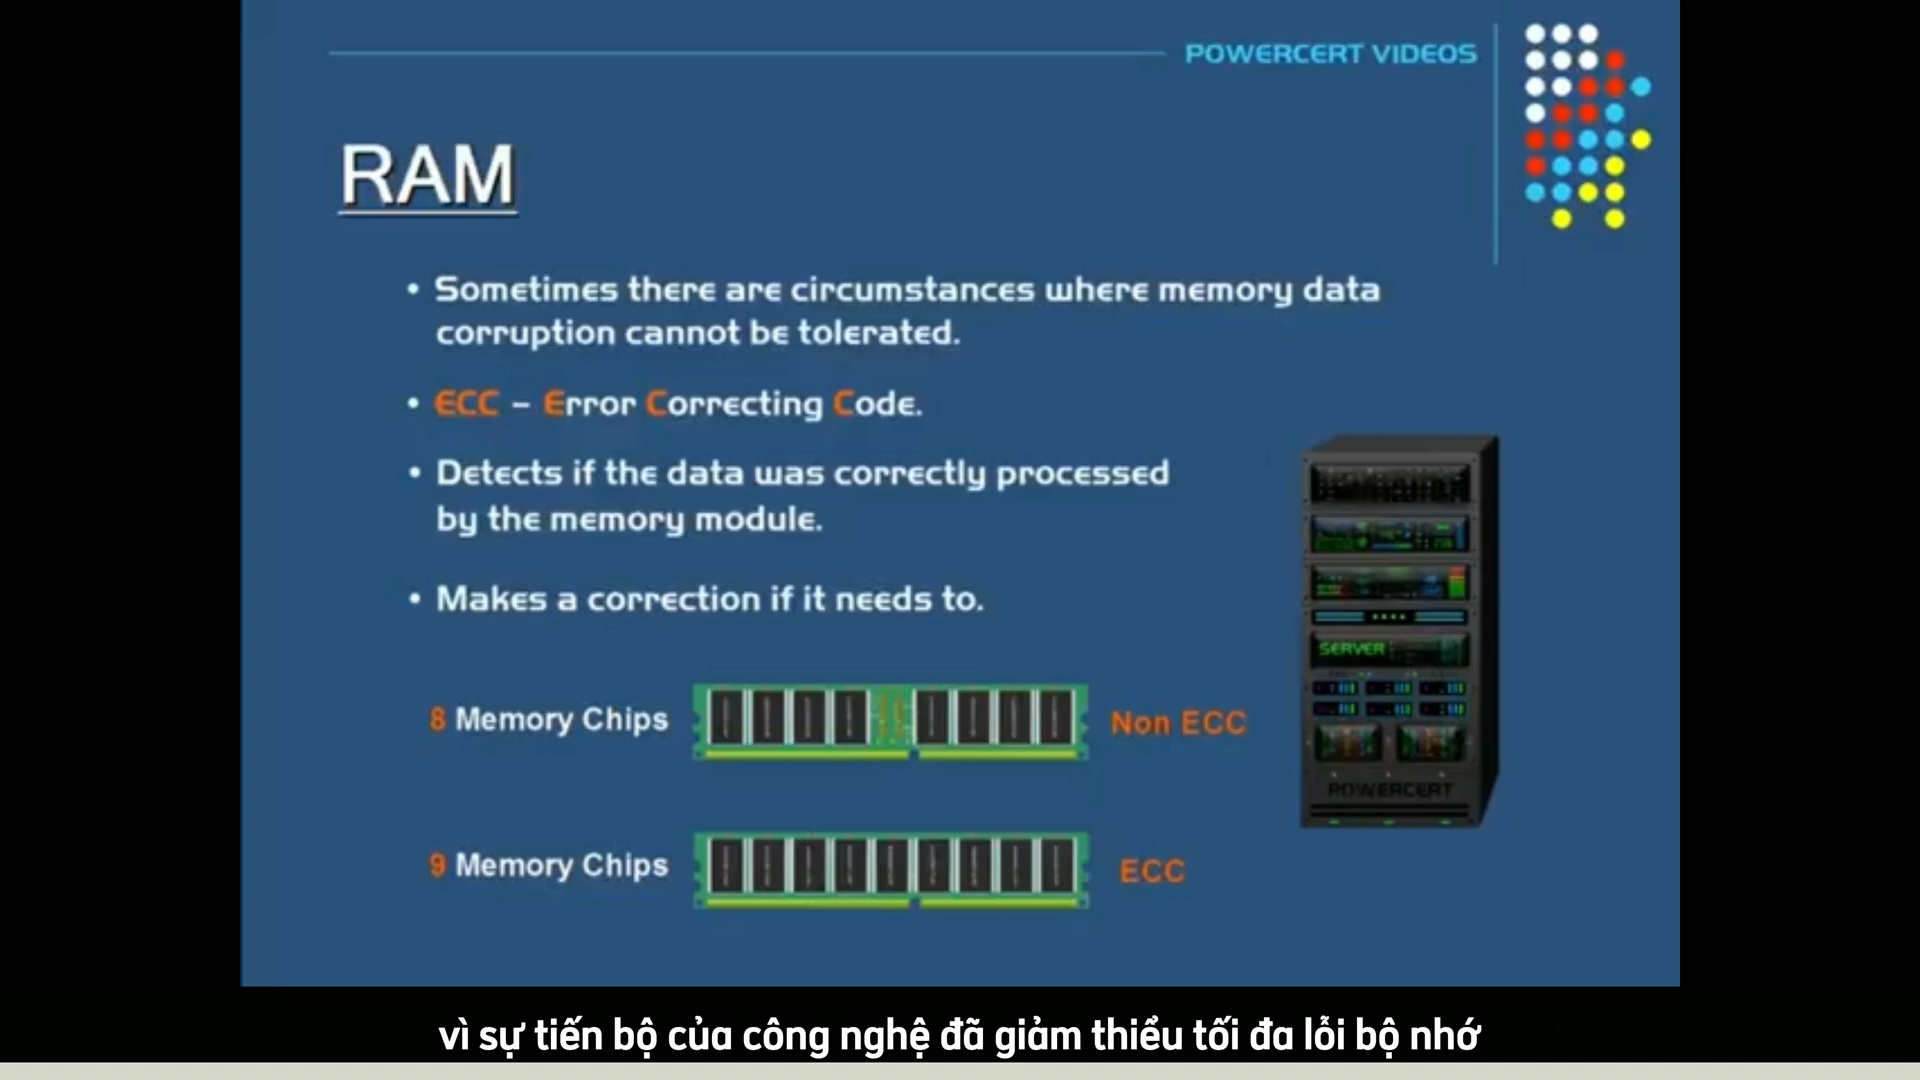 POWERCERT VIDEOS
RAM
• Sometimes there are circumstances where memory data
corruption cannot be tolerated.
• ECC – Error Correcting Code.
• Detects if the data was correctly processed
by the memory module.
• Makes a correction if it needs to.
8 Memory Chips
Non ECC
SERVER
POWERCERT
9 Memory Chips
ECC
vì sự tiến bộ của công nghệ đã giảm thiểu tối đa lỗi bộ nhớ